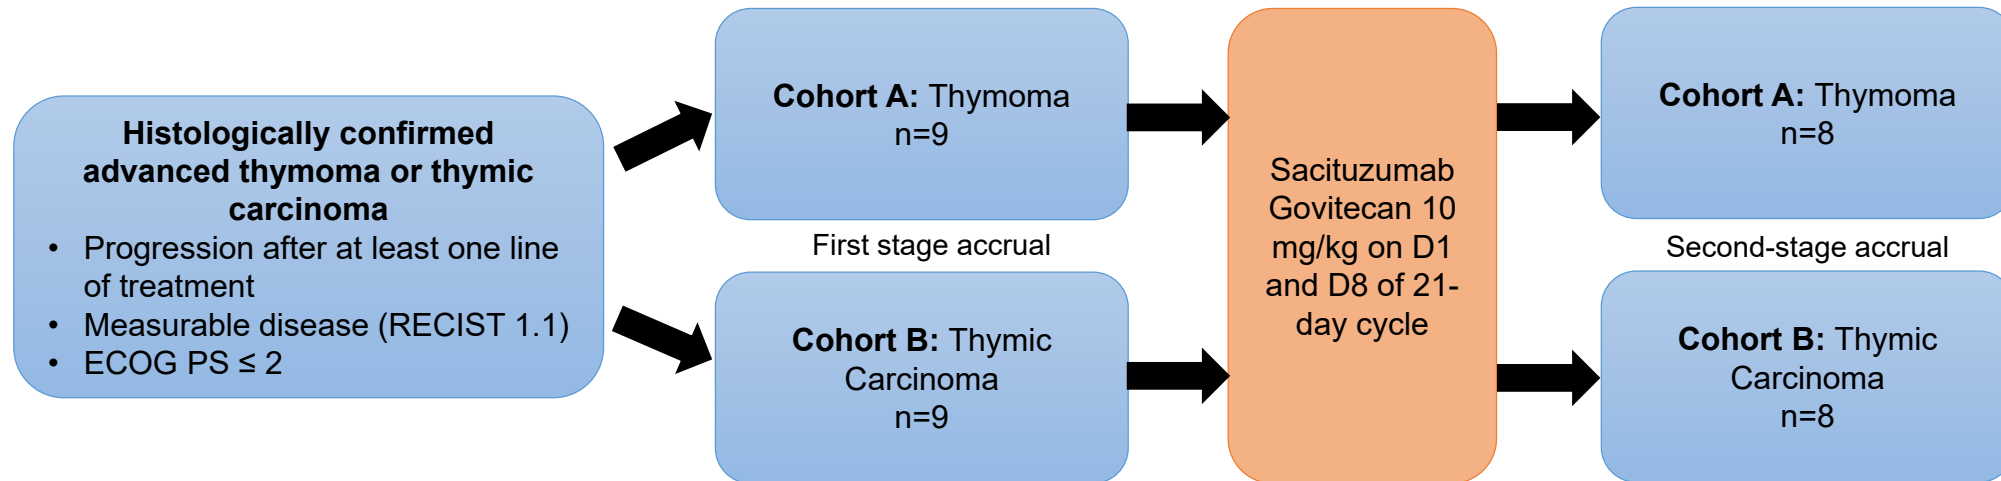 Histologically confirmed
advanced thymoma or thymic
carcinoma
• Progression after at least one line
of treatment
• Measurable disease (RECIST 1.1)
• ECOG PS ≤ 2
Cohort A: Thymoma
n=9
First stage accrual
Cohort B: Thymic
Carcinoma
n=9
Sacituzumab
Govitecan 10
mg/kg on D1
and D8 of 21-
day cycle
Cohort A: Thymoma
n=8
Second-stage accrual
Cohort B: Thymic
Carcinoma
n=8